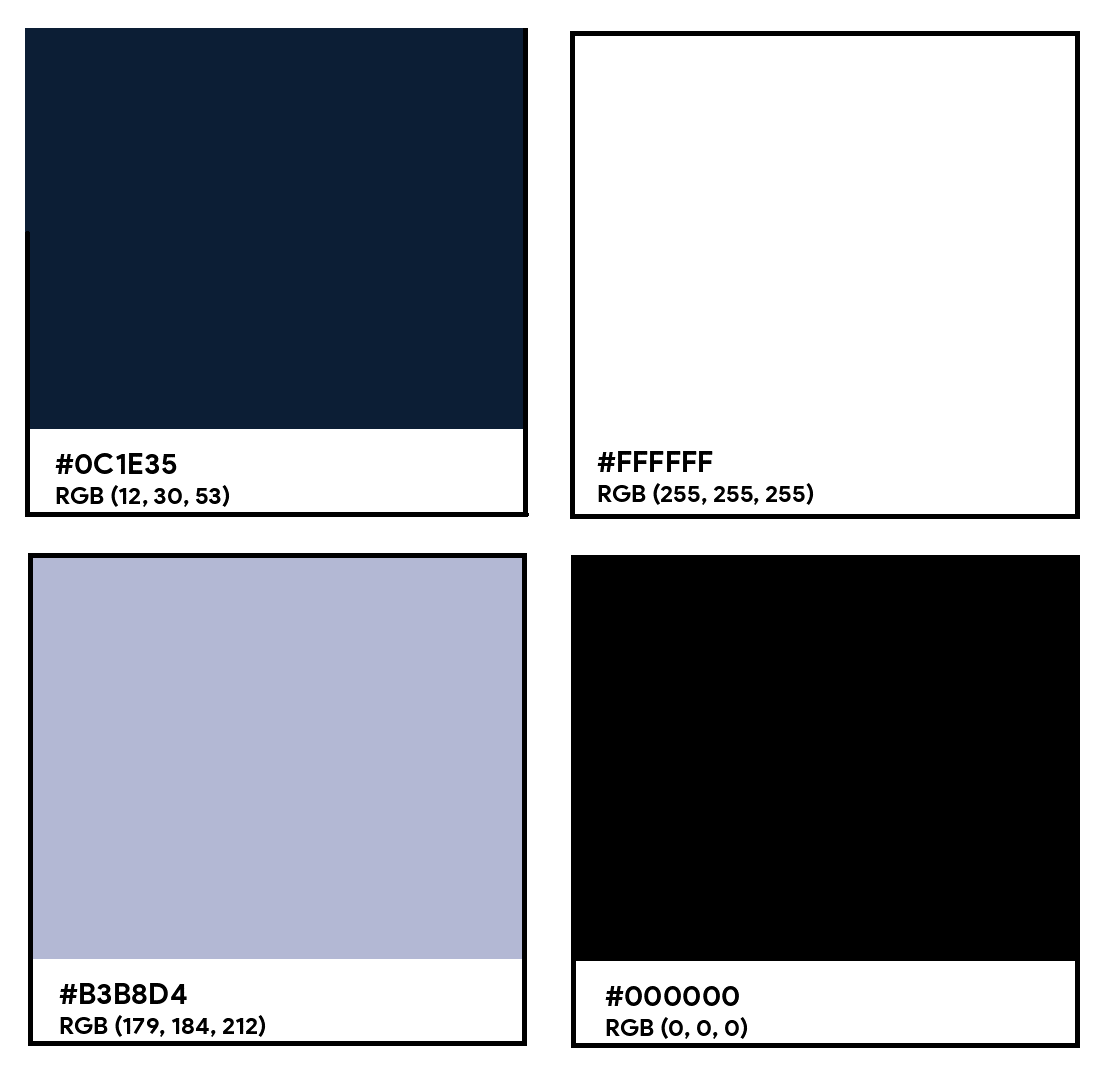 #0C1E35
RGB (12, 30, 53)
#FFFFFF
RGB (255, 255, 255)
#B3B8D4
RGB (179, 184, 212)
#000000
RGB (0, 0, 0)